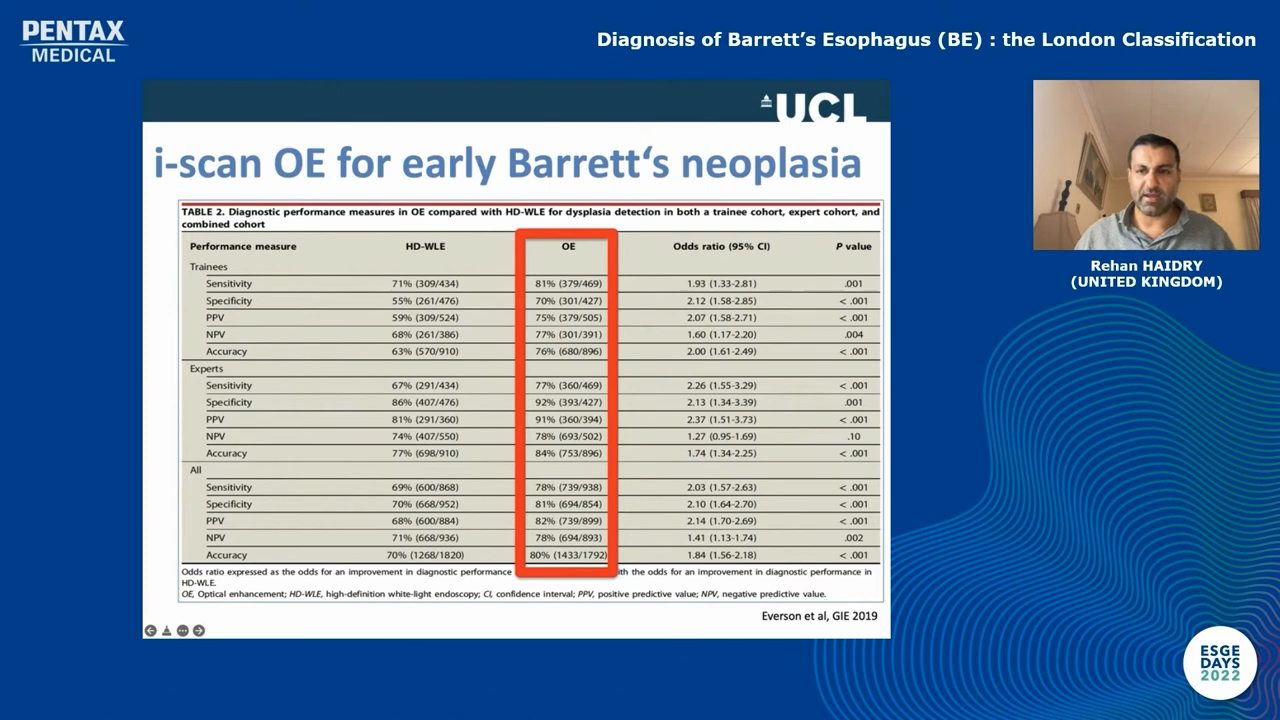 PENTAX
MEDICAL
Diagnosis of Barrett’s Esophagus (BE) : the London Classification
UCL
i-scan OE for early Barrett‘s neoplasia
TABLE 2. Diagnostic performance measures in OE compared with HD-WLE for dysplasia detection in both a trainee cohort, expert cohort, and
combined cohort
Performance measure HD-WLE OE Odds ratio (95% CI) P value
Trainees
Sensitivity 71% (309/434) 81% (379/469) 1.93 (1.33-2.81) .001
Specificity 55% (261/476) 70% (301/427) 2.12 (1.58-2.85) < .001
PPV 59% (309/524) 75% (379/505) 2.07 (1.58-2.71) < .001
NPV 68% (261/386) 77% (301/391) 1.60 (1.17-2.20) .004
Accuracy 63% (570/910) 76% (680/896) 2.00 (1.61-2.49) < .001
Experts
Sensitivity 67% (291/434) 77% (360/469) 2.26 (1.55-3.29) < .001
Specificity 86% (407/476) 92% (393/427) 2.13 (1.34-3.39) .001
PPV 81% (291/360) 91% (360/394) 2.37 (1.51-3.73) < .001
NPV 74% (407/550) 78% (693/502) 1.27 (0.95-1.69) .10
Accuracy 77% (698/910) 84% (753/896) 1.74 (1.34-2.25) < .001
All
Sensitivity 69% (600/868) 78% (739/938) 2.03 (1.57-2.63) < .001
Specificity 70% (668/952) 81% (694/854) 2.10 (1.64-2.70) < .001
PPV 68% (600/884) 82% (739/899) 2.14 (1.70-2.69) < .001
NPV 71% (668/936) 78% (694/893) 1.41 (1.13-1.74) .002
Accuracy 70% (1268/1820) 80% (1433/1792) 1.84 (1.56-2.18) < .001
Odds ratio expressed as the odds for an improvement in diagnostic performance with the odds for an improvement in diagnostic performance in
HD-WLE.
OE, Optical enhancement; HD-WLE, high-definition white-light endoscopy; CI, confidence interval; PPV, positive predictive value; NPV, negative predictive value.
Everson et al, GIE 2019
Rehan HAIDRY
(UNITED KINGDOM)
ESGE
DAYS
2022